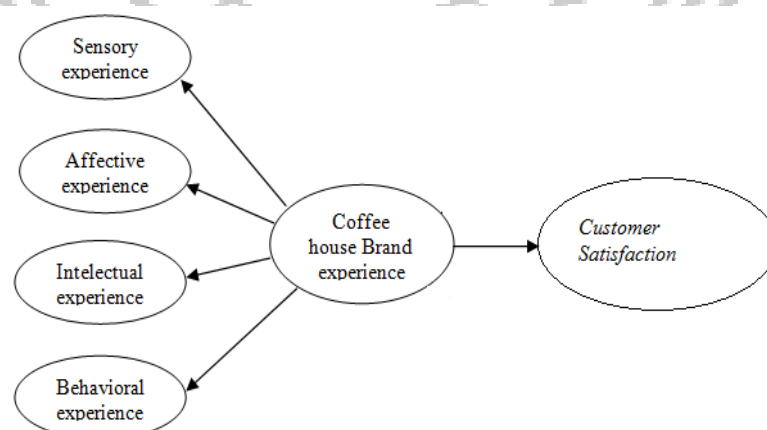 Sensory
experience
Affective
experience
Intelectual
experience
Behavioral
experience
Coffee
house Brand
experience
Customer
Satisfaction